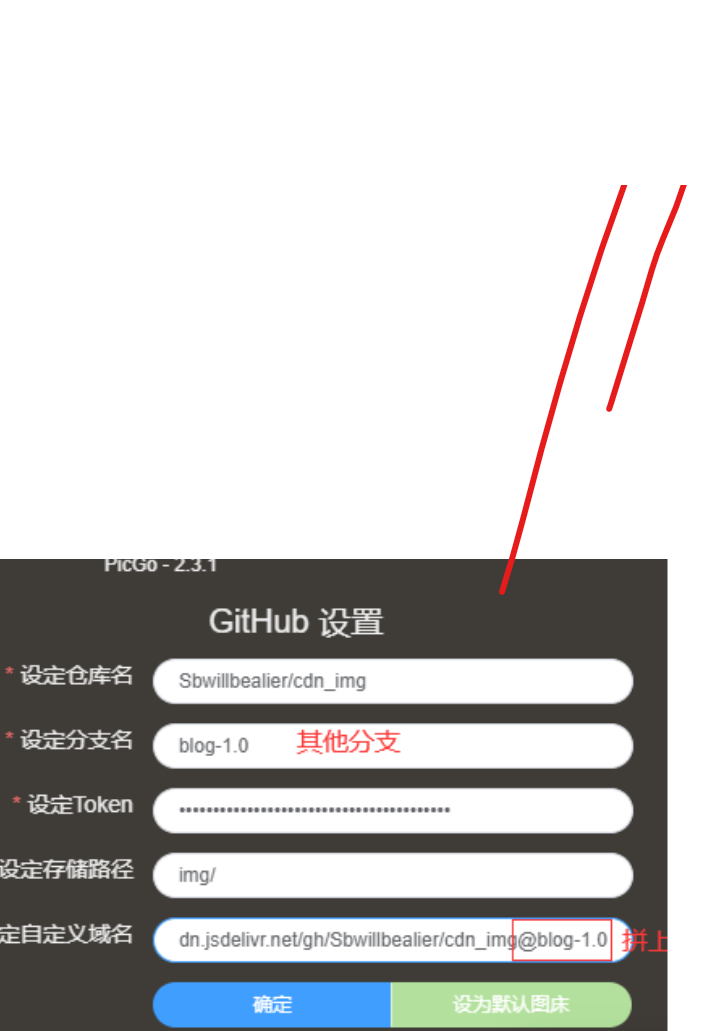 PicGo - 2.3.1
GitHub 设置
* 设定仓库名 Sbwillbealier/cdn_img
* 设定分支名 blog-1.0 其他分支
* 设定Token ••••••••••••••••••••••••••••••••••••••••
设定存储路径 img/
定自定义域名 dn.jsdelivr.net/gh/Sbwillbealier/cdn_img@blog-1.0 拼上
确定 设为默认图床